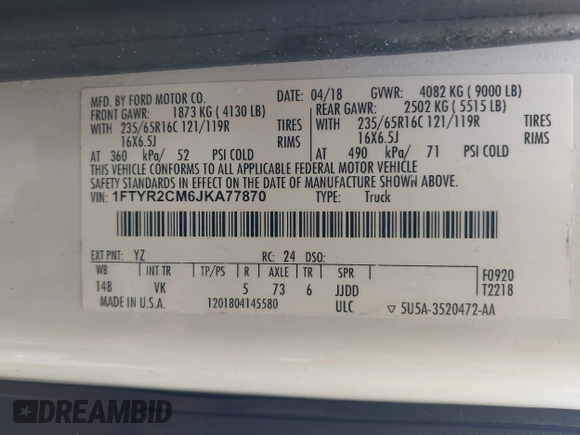 MFD. BY FORD MOTOR CO.
DATE: 04/18 GVWR: 4082 KG ( 9000 LB)
FRONT GAWR: 1873 KG ( 4130 LB)
REAR GAWR: 2502 KG ( 5515 LB)
WITH 235/65R16C 121/119R TIRES
WITH 235/65R16C 121/119R TIRES
16X6.5J RIMS
16X6.5J RIMS
AT 360 kPa/ 52 PSI COLD
AT 490 kPa/ 71 PSI COLD
THIS VEHICLE CONFORMS TO ALL APPLICABLE FEDERAL MOTOR VEHICLE
SAFETY STANDARDS IN EFFECT ON THE DATE OF MANUFACTURE SHOWN ABOVE.
VIN: 1FTYR2CM6JKA77870 TYPE: Truck
EXT PNT: YZ RC: 24 DSO:
WB INT TR TP/PS R AXLE TR SPR F0920
148 VK 5 73 6 JJDD T2218
MADE IN U.S.A. 1201804145580 ULC ▽ 5U5A-3520472-AA
DREAMBID